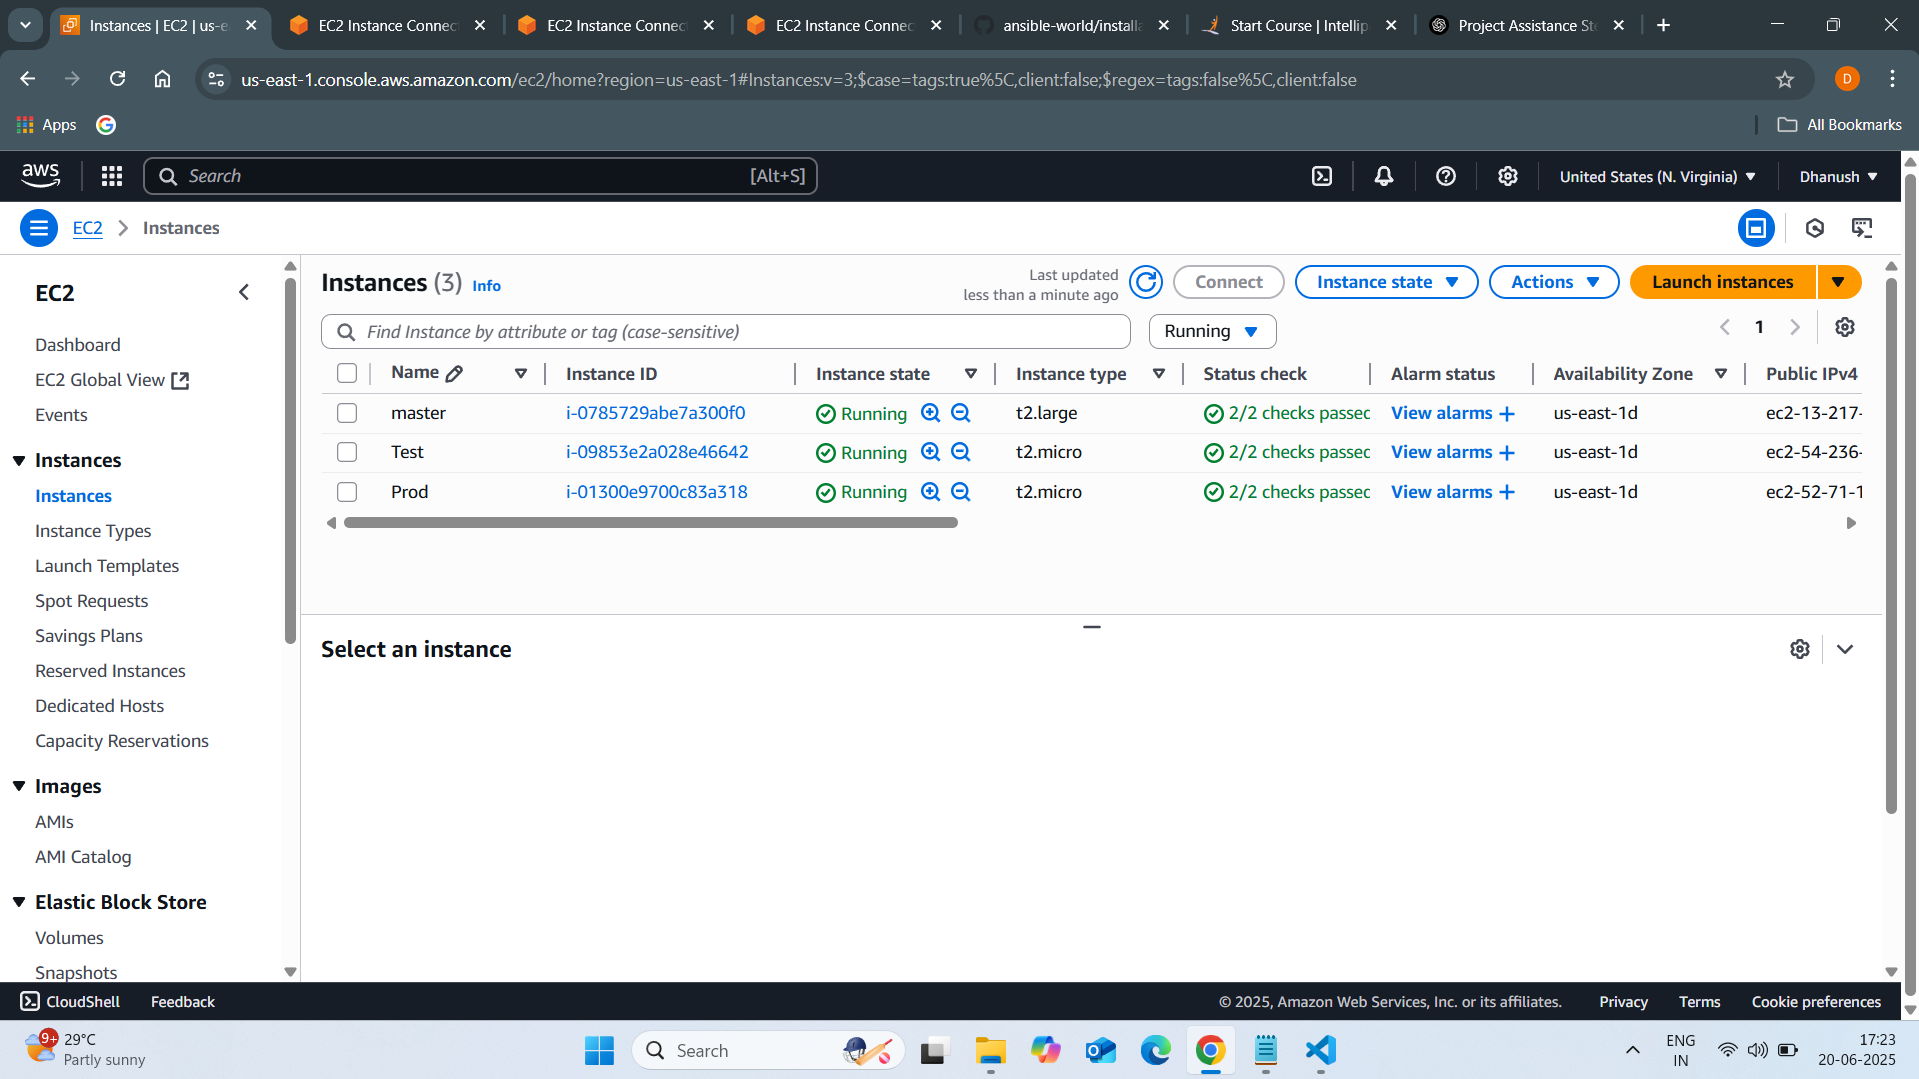 Instances | EC2 | us-e
EC2 Instance Connect
EC2 Instance Connect
EC2 Instance Connec
ansible-world/installa
Start Course | Intellip
Project Assistance Ste
us-east-1.console.aws.amazon.com/ec2/home?region=us-east-1#Instances:v=3;$case=tags:true%5C,client:false;$regex=tags:false%5C,client:false
D
Apps
All Bookmarks
aws
Search
[Alt+S]
United States (N. Virginia)
Dhanush
EC2
Instances
EC2
Dashboard
EC2 Global View
Events
Instances
Instances
Instance Types
Launch Templates
Spot Requests
Savings Plans
Reserved Instances
Dedicated Hosts
Capacity Reservations
Images
AMIs
AMI Catalog
Elastic Block Store
Volumes
Snapshots
Instances (3) Info
Last updated
less than a minute ago
Connect
Instance state
Actions
Launch instances
Find Instance by attribute or tag (case-sensitive)
Running
1
Name Instance ID Instance state Instance type Status check Alarm status Availability Zone Public IPv4
master i-0785729abe7a300f0 Running t2.large 2/2 checks passed View alarms + us-east-1d ec2-13-217-
Test i-09853e2a028e46642 Running t2.micro 2/2 checks passed View alarms + us-east-1d ec2-54-236-
Prod i-01300e9700c83a318 Running t2.micro 2/2 checks passed View alarms + us-east-1d ec2-52-71-1
Select an instance
CloudShell
Feedback
© 2025, Amazon Web Services, Inc. or its affiliates.
Privacy
Terms
Cookie preferences
9+
29°C
Partly sunny
Search
ENG
IN
17:23
20-06-2025